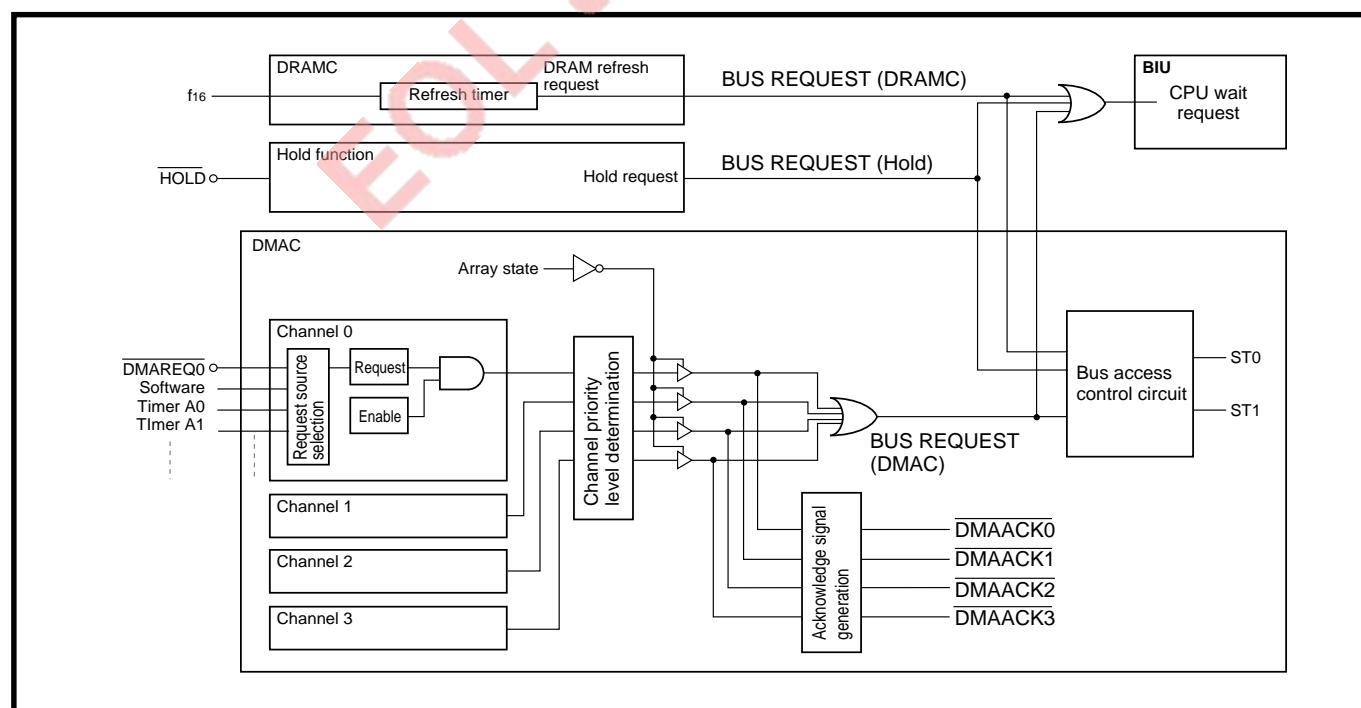 EOL
DRAMC
DRAM refresh
request
f16
Refresh timer
BUS REQUEST (DRAMC)
BIU
CPU wait
request
Hold function
HOLD
Hold request
BUS REQUEST (Hold)
DMAC
Array state
Channel 0
DMAREQ0
Software
Timer A0
TImer A1
Request source
selection
Request
Enable
Channel priority
level determination
BUS REQUEST
(DMAC)
Bus access
control circuit
ST0
ST1
Channel 1
Channel 2
Channel 3
Acknowledge signal
generation
DMAACK0
DMAACK1
DMAACK2
DMAACK3